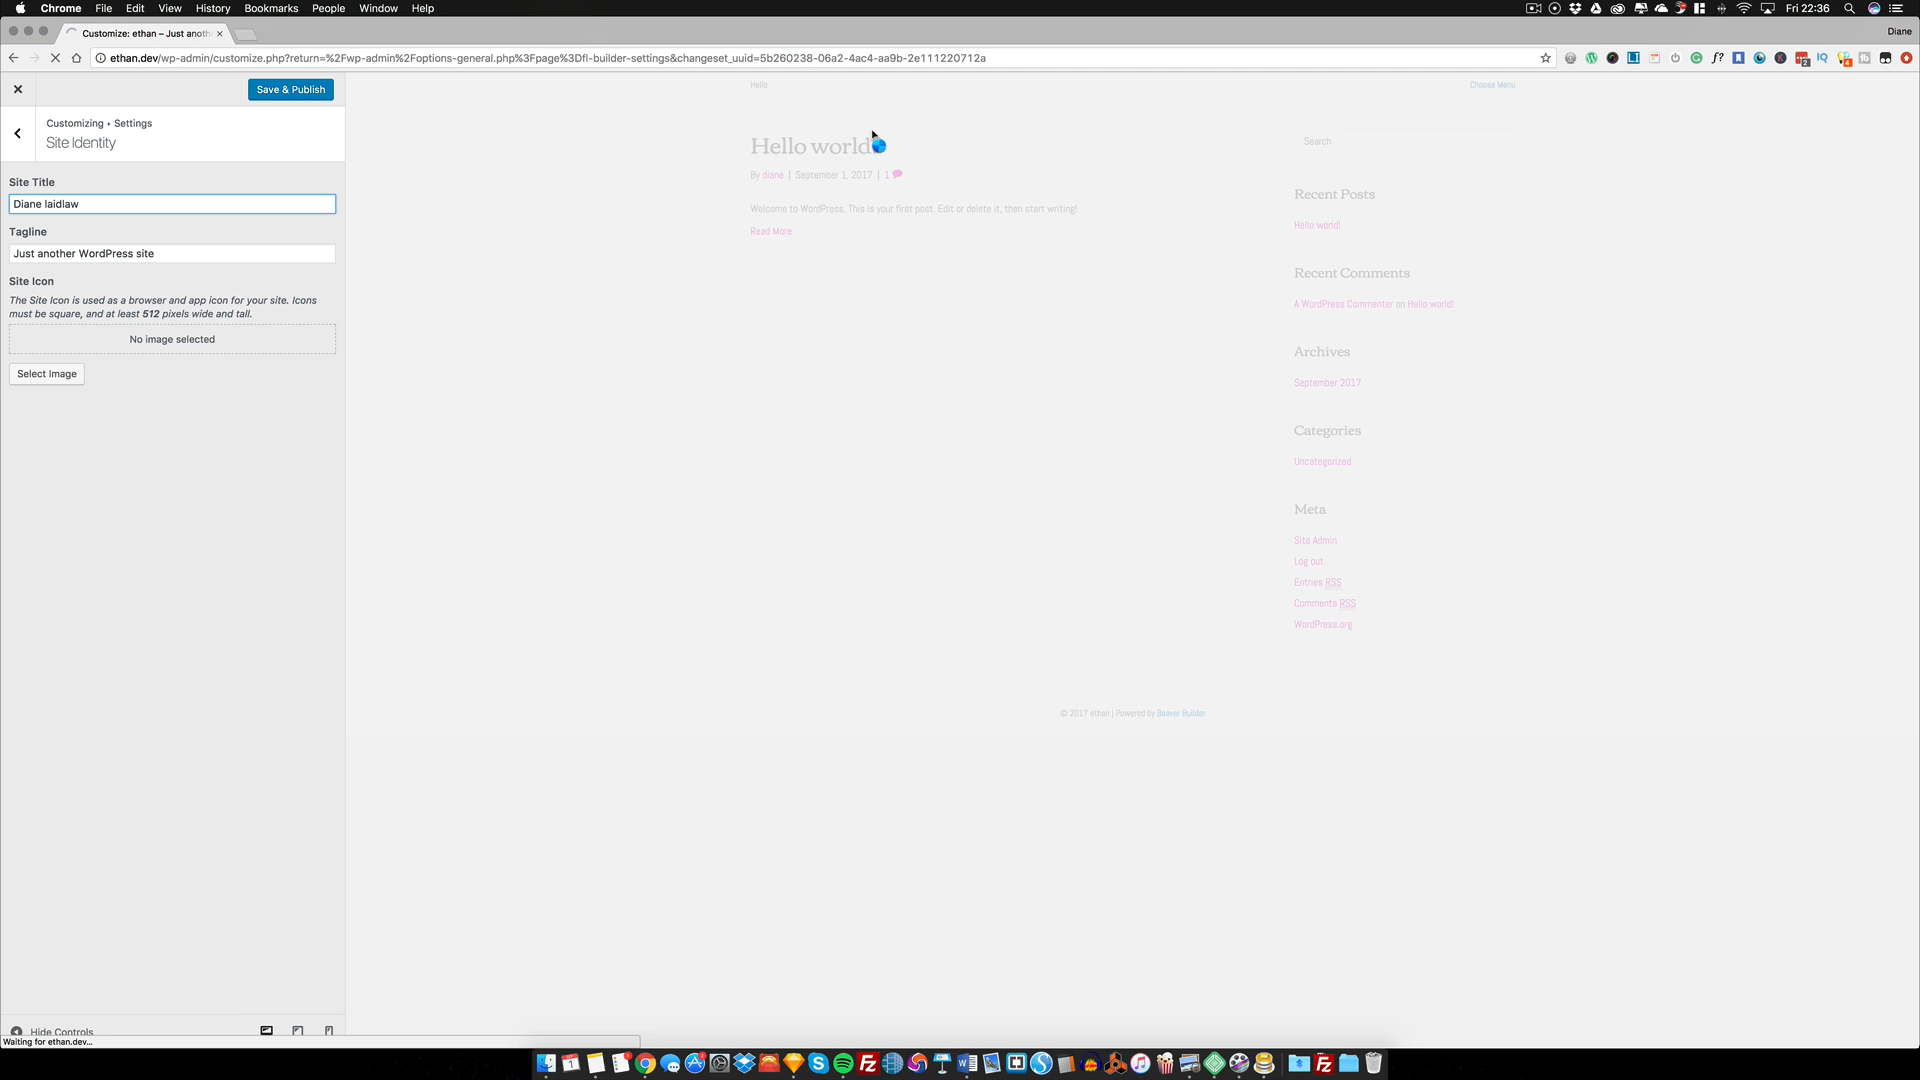 Chrome File Edit View History Bookmarks People Window Help
Fri 22:36
Customize: ethan – Just anoth
Diane
ethan.dev/wp-admin/customize.php?return=%2Fwp-admin%2Foptions-general.php%3Fpage%3Dfl-builder-settings&changeset_uuid=5b260238-06a2-4ac4-aa9b-2e111220712a
Save & Publish
Hello
Choose Menu
Customizing ▸ Settings
Site Identity
Site Title
Diane laidlaw
Tagline
Just another WordPress site
Site Icon
The Site Icon is used as a browser and app icon for your site. Icons
must be square, and at least 512 pixels wide and tall.
No image selected
Select Image
Hello world
By diane | September 1, 2017 | 1
Welcome to WordPress. This is your first post. Edit or delete it, then start writing!
Read More
Search
Recent Posts
Hello world!
Recent Comments
A WordPress Commenter on Hello world!
Archives
September 2017
Categories
Uncategorized
Meta
Site Admin
Log out
Entries RSS
Comments RSS
WordPress.org
© 2017 ethan | Powered by Beaver Builder
Hide Controls
Waiting for ethan.dev...